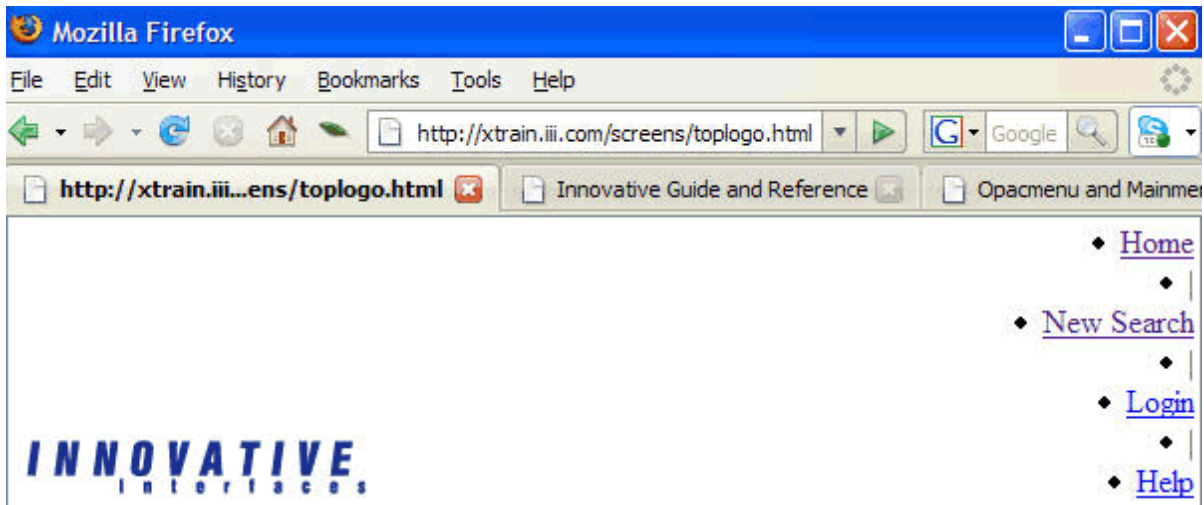 Mozilla Firefox
File Edit View History Bookmarks Tools Help
http://xtrain.iii.com/screens/toplogo.html G Google
http://xtrain.iii...ens/toplogo.html Innovative Guide and Reference Opacmenu and Mainmer
• Home
• |
• New Search
• |
• Login
• |
• Help
INNOVATIVE
interfaces